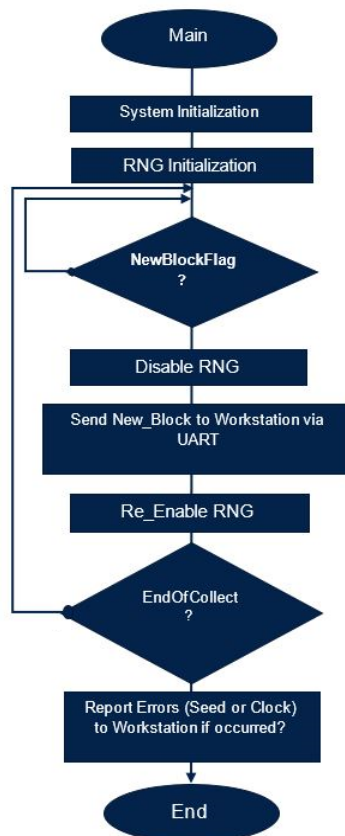 Main
System Initialization
RNG Initialization
NewBlockFlag
?
Disable RNG
Send New_Block to Workstation via
UART
Re_Enable RNG
EndOfCollect
?
Report Errors (Seed or Clock)
to Workstation if occurred?
End